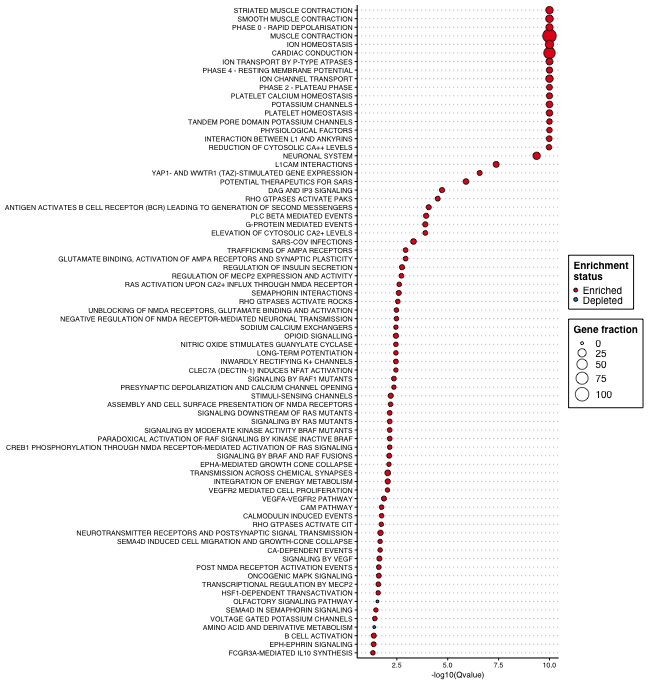 STRIATED MUSCLE CONTRACTION
SMOOTH MUSCLE CONTRACTION
PHASE 0 - RAPID DEPOLARISATION
MUSCLE CONTRACTION
ION HOMEOSTASIS
CARDIAC CONDUCTION
ION TRANSPORT BY P-TYPE ATPASES
PHASE 4 - RESTING MEMBRANE POTENTIAL
ION CHANNEL TRANSPORT
PHASE 2 - PLATEAU PHASE
PLATELET CALCIUM HOMEOSTASIS
POTASSIUM CHANNELS
PLATELET HOMEOSTASIS
TANDEM PORE DOMAIN POTASSIUM CHANNELS
PHYSIOLOGICAL FACTORS
INTERACTION BETWEEN L1 AND ANKYRINS
REDUCTION OF CYTOSOLIC CA++ LEVELS
NEURONAL SYSTEM
L1CAM INTERACTIONS
YAP1- AND WWTR1 (TAZ)-STIMULATED GENE EXPRESSION
POTENTIAL THERAPEUTICS FOR SARS
DAG AND IP3 SIGNALING
RHO GTPASES ACTIVATE PAKS
ANTIGEN ACTIVATES B CELL RECEPTOR (BCR) LEADING TO GENERATION OF SECOND MESSENGERS
PLC BETA MEDIATED EVENTS
G-PROTEIN MEDIATED EVENTS
ELEVATION OF CYTOSOLIC CA2+ LEVELS
SARS-COV INFECTIONS
TRAFFICKING OF AMPA RECEPTORS
GLUTAMATE BINDING, ACTIVATION OF AMPA RECEPTORS AND SYNAPTIC PLASTICITY
REGULATION OF INSULIN SECRETION
REGULATION OF MECP2 EXPRESSION AND ACTIVITY
RAS ACTIVATION UPON CA2+ INFLUX THROUGH NMDA RECEPTOR
SEMAPHORIN INTERACTIONS
RHO GTPASES ACTIVATE ROCKS
UNBLOCKING OF NMDA RECEPTORS, GLUTAMATE BINDING AND ACTIVATION
NEGATIVE REGULATION OF NMDA RECEPTOR-MEDIATED NEURONAL TRANSMISSION
SODIUM CALCIUM EXCHANGERS
OPIOID SIGNALLING
NITRIC OXIDE STIMULATES GUANYLATE CYCLASE
LONG-TERM POTENTIATION
INWARDLY RECTIFYING K+ CHANNELS
CLEC7A (DECTIN-1) INDUCES NFAT ACTIVATION
SIGNALING BY RAF1 MUTANTS
PRESYNAPTIC DEPOLARIZATION AND CALCIUM CHANNEL OPENING
STIMULI-SENSING CHANNELS
ASSEMBLY AND CELL SURFACE PRESENTATION OF NMDA RECEPTORS
SIGNALING DOWNSTREAM OF RAS MUTANTS
SIGNALING BY RAS MUTANTS
SIGNALING BY MODERATE KINASE ACTIVITY BRAF MUTANTS
PARADOXICAL ACTIVATION OF RAF SIGNALING BY KINASE INACTIVE BRAF
CREB1 PHOSPHORYLATION THROUGH NMDA RECEPTOR-MEDIATED ACTIVATION OF RAS SIGNALING
SIGNALING BY BRAF AND RAF FUSIONS
EPHA-MEDIATED GROWTH CONE COLLAPSE
TRANSMISSION ACROSS CHEMICAL SYNAPSES
INTEGRATION OF ENERGY METABOLISM
VEGFR2 MEDIATED CELL PROLIFERATION
VEGFA-VEGFR2 PATHWAY
CAM PATHWAY
CALMODULIN INDUCED EVENTS
RHO GTPASES ACTIVATE CIT
NEUROTRANSMITTER RECEPTORS AND POSTSYNAPTIC SIGNAL TRANSMISSION
SEMA4D INDUCED CELL MIGRATION AND GROWTH-CONE COLLAPSE
CA-DEPENDENT EVENTS
SIGNALING BY VEGF
POST NMDA RECEPTOR ACTIVATION EVENTS
ONCOGENIC MAPK SIGNALING
TRANSCRIPTIONAL REGULATION BY MECP2
HSF1-DEPENDENT TRANSACTIVATION
OLFACTORY SIGNALING PATHWAY
SEMA4D IN SEMAPHORIN SIGNALING
VOLTAGE GATED POTASSIUM CHANNELS
AMINO ACID AND DERIVATIVE METABOLISM
B CELL ACTIVATION
EPH-EPHRIN SIGNALING
FCGR3A-MEDIATED IL10 SYNTHESIS
2.5 5.0 7.5 10.0
-log10(Qvalue)
Enrichment
status
Enriched
Depleted
Gene fraction
0
25
50
75
100